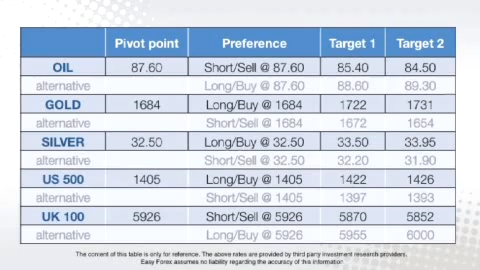 Pivot point Preference Target 1 Target 2
OIL 87.60 Short/Sell @ 87.60 85.40 84.50
alternative Long/Buy @ 87.60 88.60 89.30
GOLD 1684 Long/Buy @ 1684 1722 1731
alternative Short/Sell @ 1684 1672 1654
SILVER 32.50 Long/Buy @ 32.50 33.50 33.95
alternative Short/Sell @ 32.50 32.20 31.90
US 500 1405 Long/Buy @ 1405 1422 1426
alternative Short/Sell @ 1405 1397 1393
UK 100 5926 Short/Sell @ 5926 5870 5852
alternative Long/Buy @ 5926 5955 6000
The content of this table is only for reference. The above rates are provided by third party investment research providers.
Easy Forex assumes no liability regarding the accuracy of this information